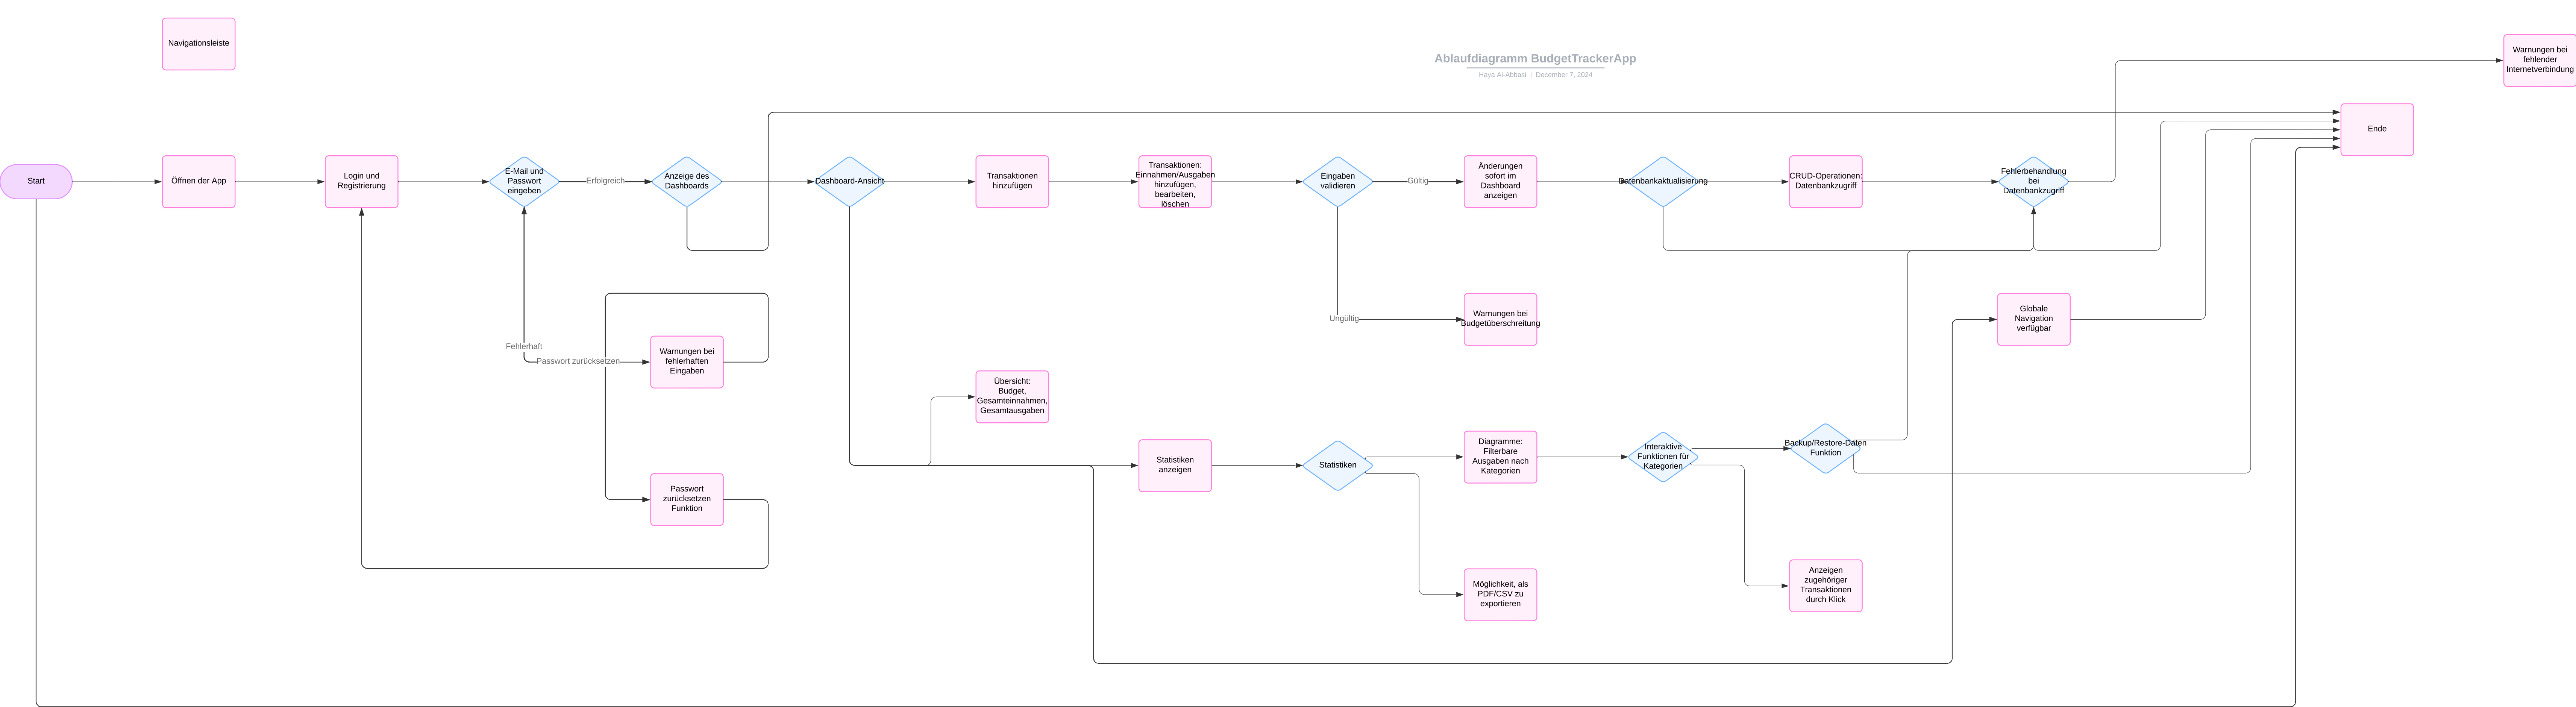 Navigationsleiste
Ablaufdiagramm BudgetTrackerApp
Haya Al-Abbasi | December 7, 2024
Warnungen bei
fehlender
Internetverbindung
Ende
Start
Öffnen der App
Login und
Registrierung
E-Mail und
Passwort
eingeben
Erfolgreich
Anzeige des
Dashboards
Dashboard-Ansicht
Transaktionen
hinzufügen
Transaktionen:
Einnahmen/Ausgaben
hinzufügen,
bearbeiten,
löschen
Eingaben
validieren
Gültig
Änderungen
sofort im
Dashboard
anzeigen
Datenbankaktualisierung
CRUD-Operationen:
Datenbankzugriff
Fehlerbehandlung
bei
Datenbankzugriff
Ungültig
Warnungen bei
Budgetüberschreitung
Globale
Navigation
verfügbar
Fehlerhaft
Passwort zurücksetzen
Warnungen bei
fehlerhaften
Eingaben
Übersicht:
Budget,
Gesamteinnahmen,
Gesamtausgaben
Statistiken
anzeigen
Statistiken
Diagramme:
Filterbare
Ausgaben nach
Kategorien
Interaktive
Funktionen für
Kategorien
Backup/Restore-Daten
Funktion
Passwort
zurücksetzen
Funktion
Möglichkeit, als
PDF/CSV zu
exportieren
Anzeigen
zugehöriger
Transaktionen
durch Klick